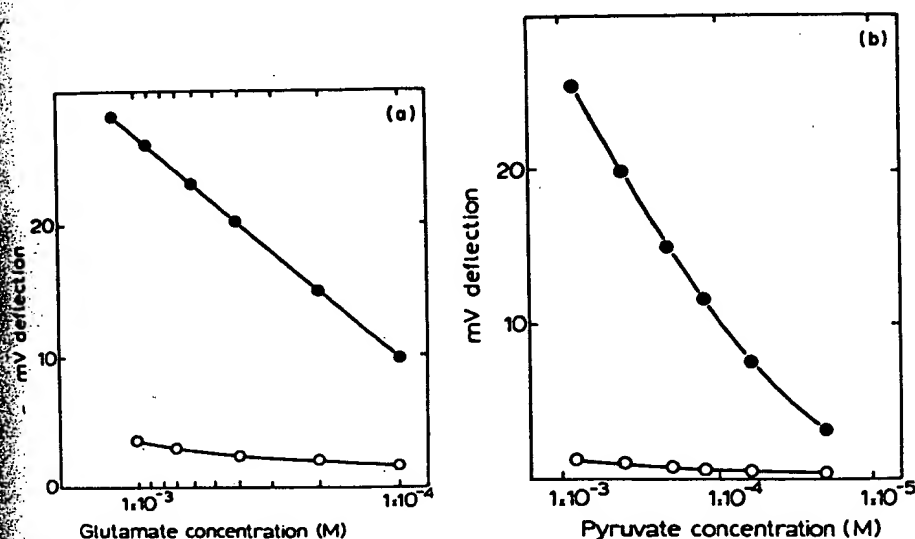 (a)
mV deflection
20
10
0
1:10⁻³
1:10⁻⁴
Glutamate concentration (M)
(b)
mV deflection
20
10
1:10⁻³
1:10⁻⁴
1:10⁻⁵
Pyruvate concentration (M)